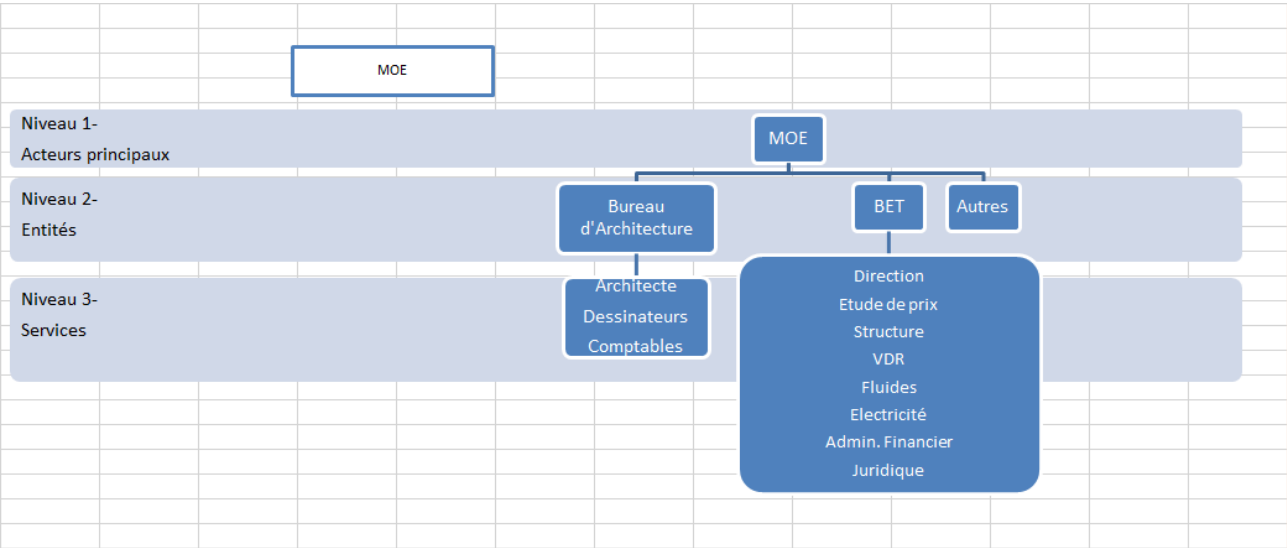 MOE
Niveau 1-
Acteurs principaux
MOE
Niveau 2-
Entités
Bureau
d'Architecture
BET
Autres
Niveau 3-
Services
Architecte
Dessinateurs
Comptables
Direction
Etude de prix
Structure
VDR
Fluides
Electricité
Admin. Financier
Juridique